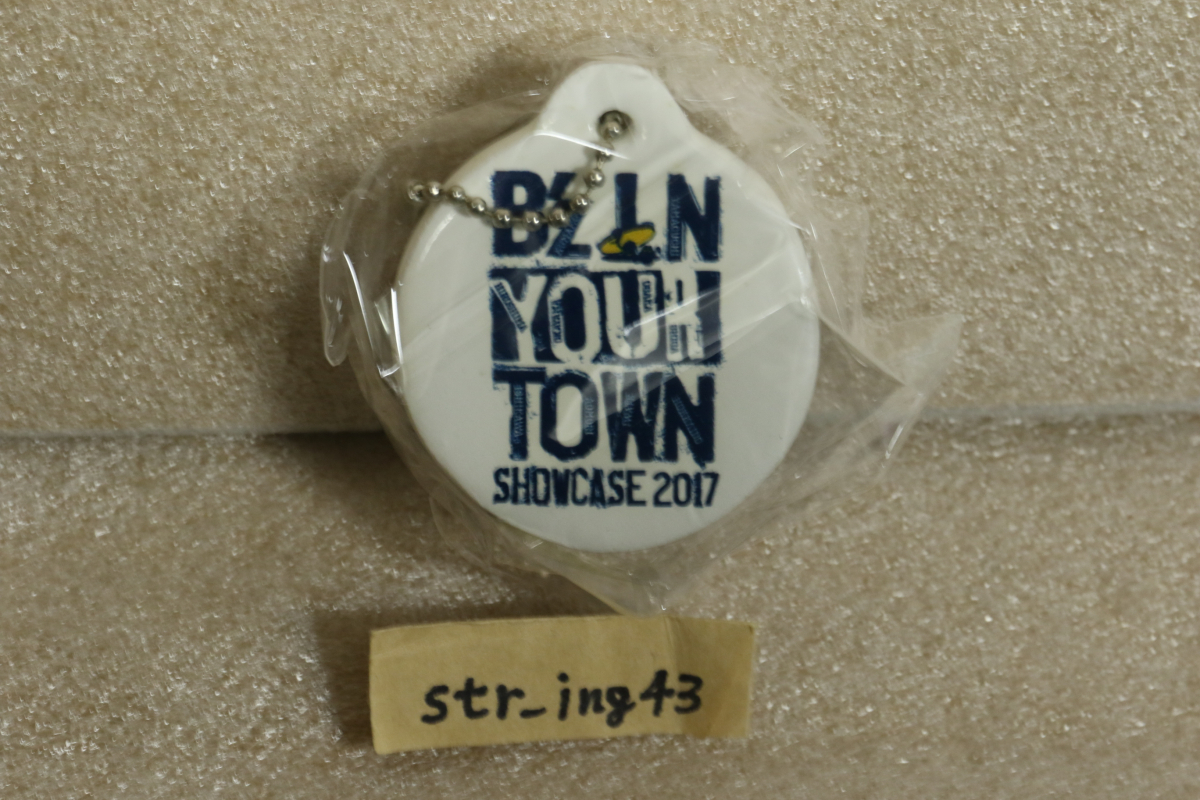 B'z IN
YOUR
TOWN
SHOWCASE 2017
str_ing43